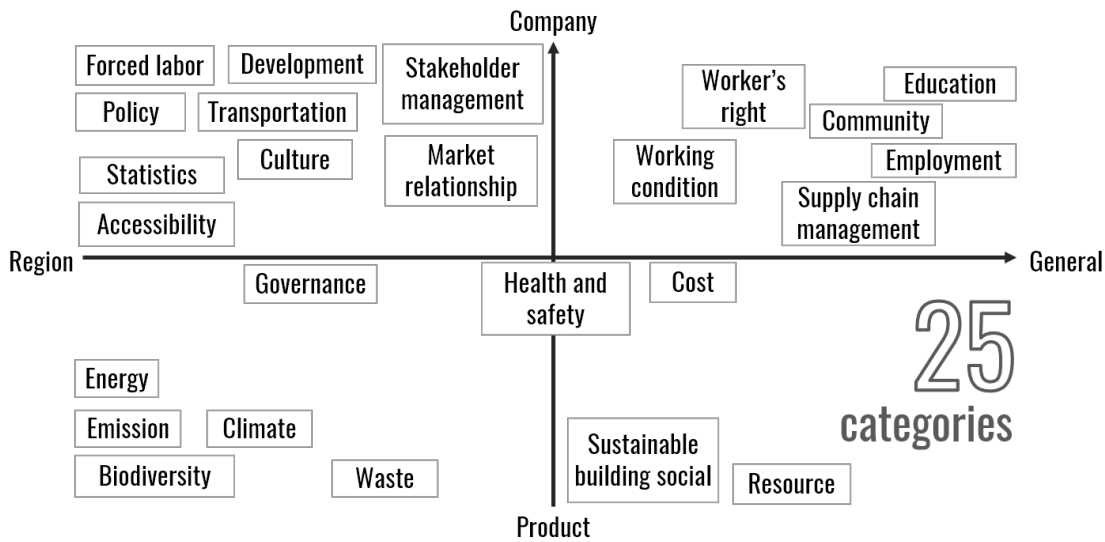 Company
Forced labor
Development
Stakeholder
management
Worker's
right
Education
Policy
Transportation
Community
Statistics
Culture
Market
relationship
Working
condition
Employment
Accessibility
Supply chain
management
Region
General
Governance
Health and
safety
Cost
25
categories
Energy
Emission
Climate
Sustainable
building social
Biodiversity
Waste
Resource
Product